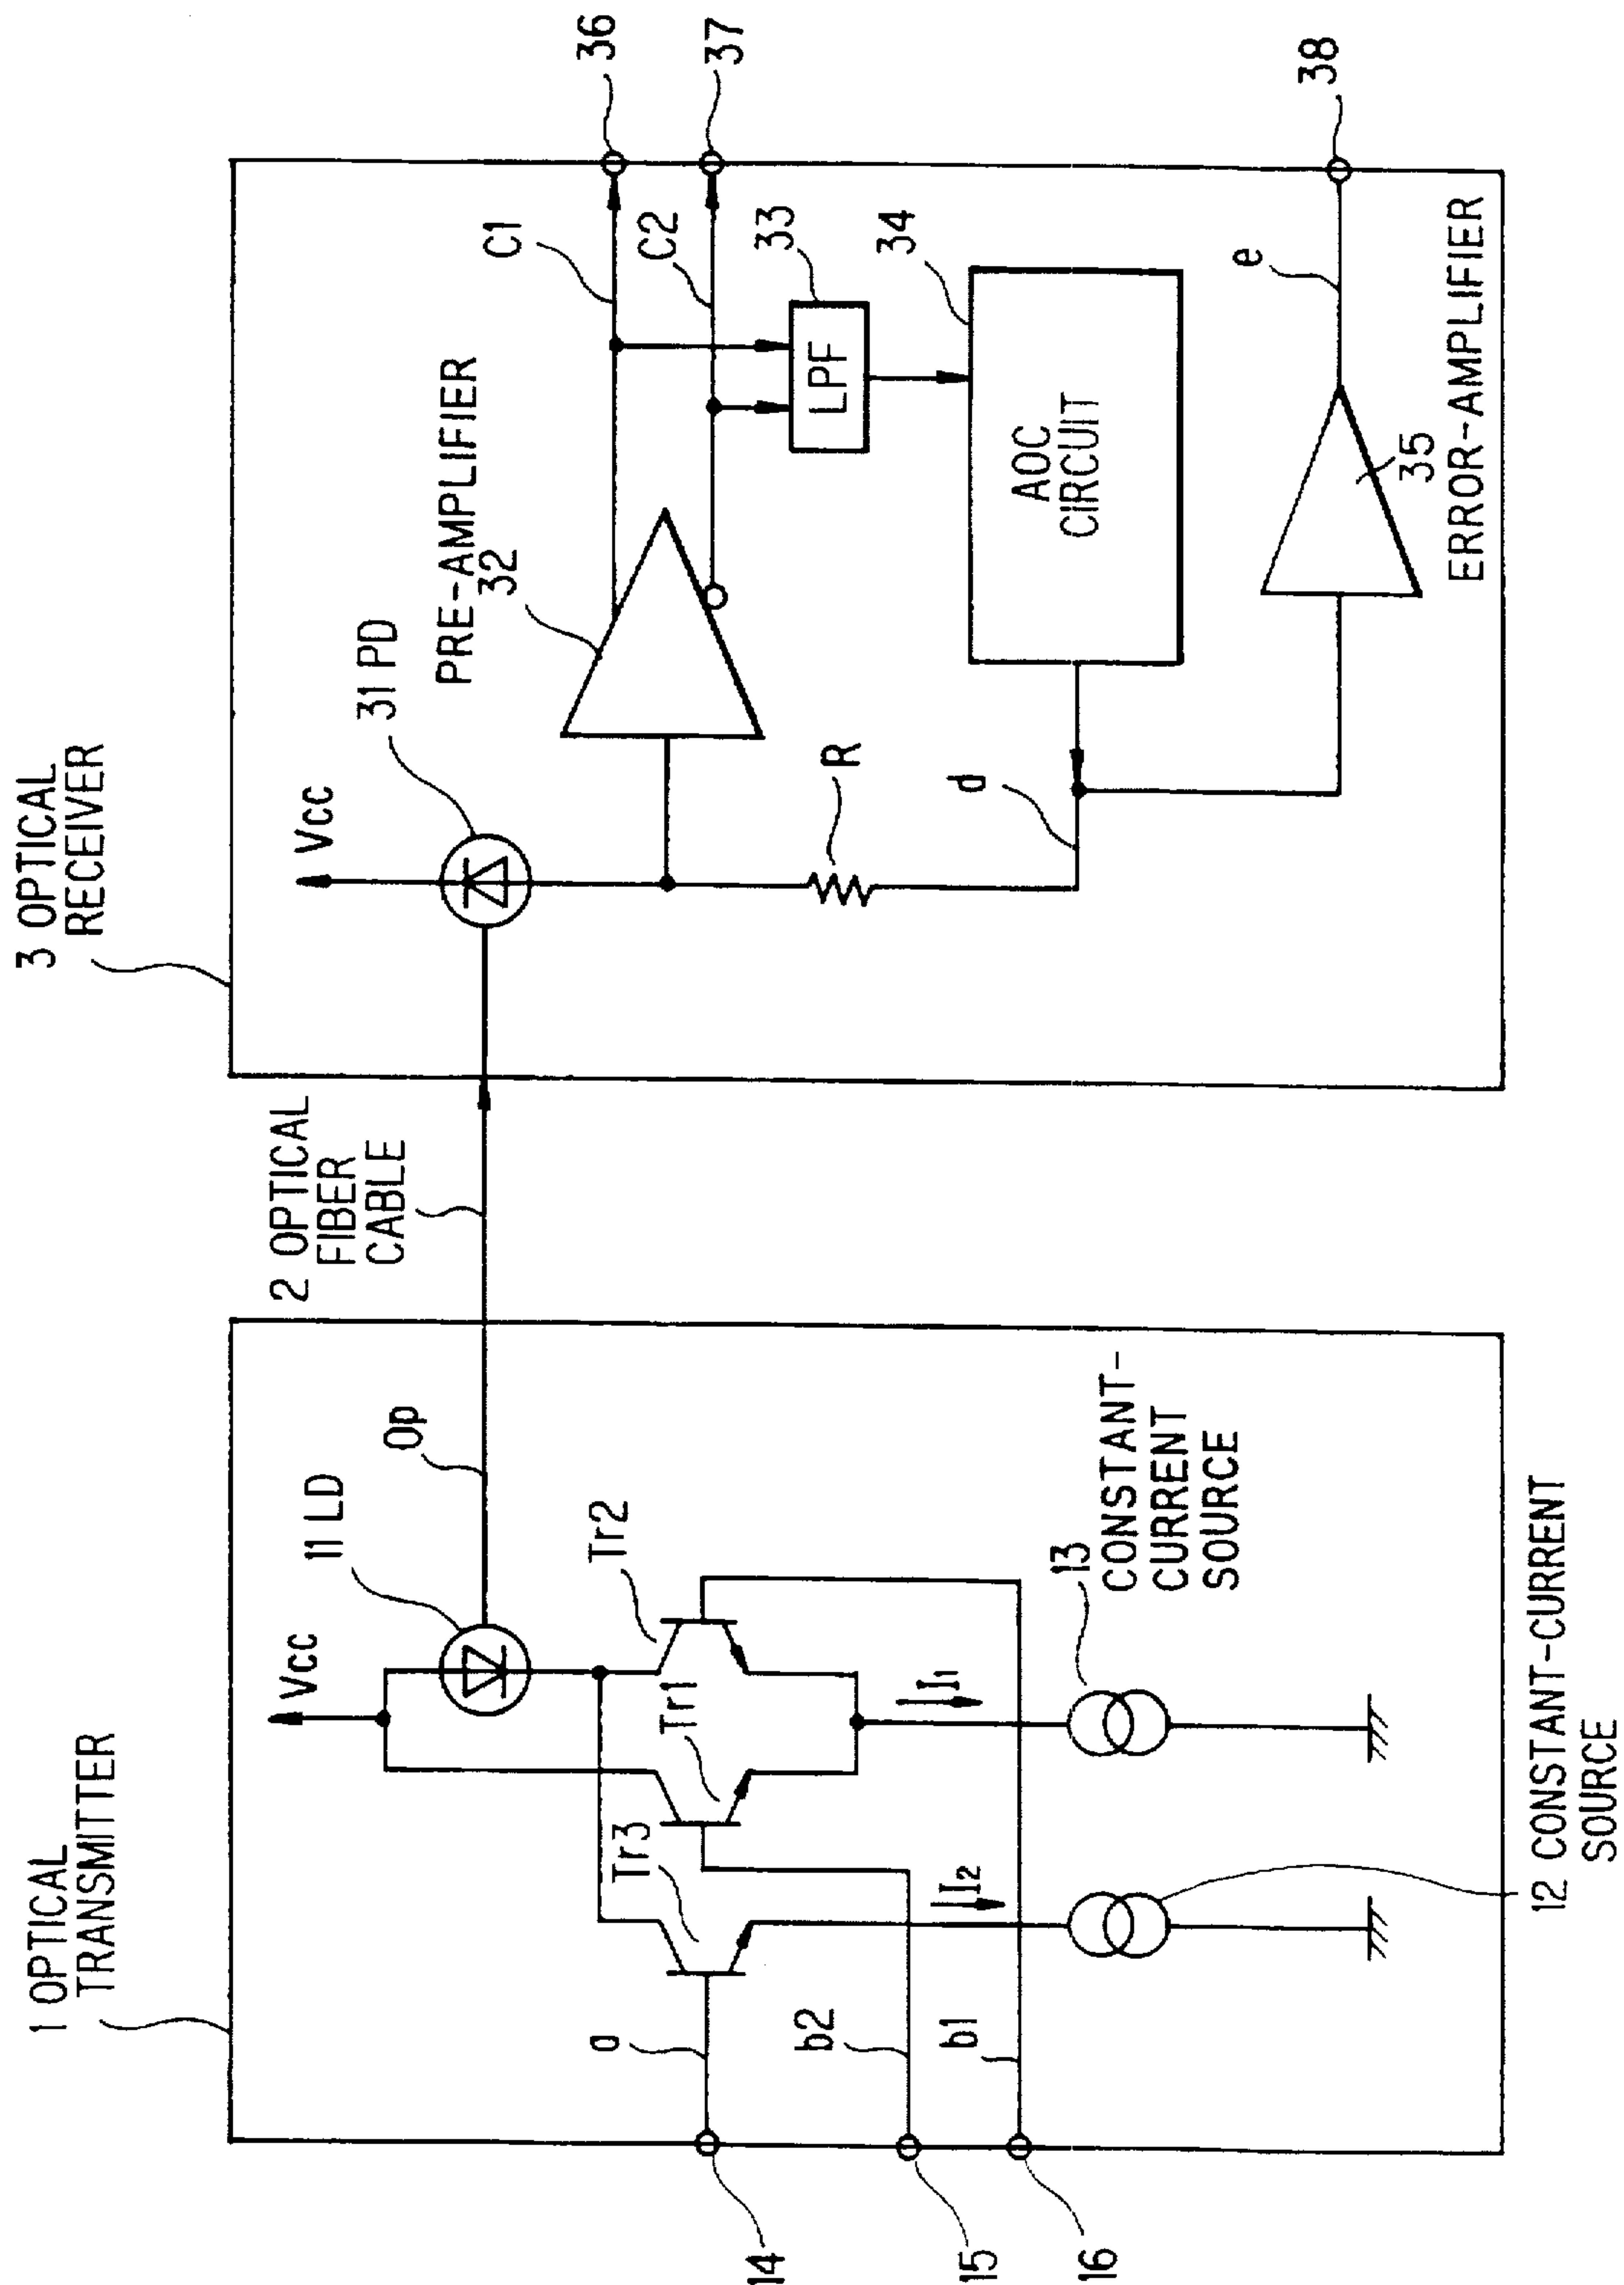 1 OPTICAL
TRANSMITTER
Vcc
11 LD
Op
Tr3
Tr1
Tr2
a
b2
b1
I2
I1
13
CONSTANT-
CURRENT
SOURCE
12 CONSTANT-CURRENT
SOURCE
14
15
16
2 OPTICAL
FIBER
CABLE
3 OPTICAL
RECEIVER
Vcc
31 PD
PRE-AMPLIFIER
32
C1
C2
36
37
33
LPF
34
AOC
CIRCUIT
R
d
e
35
ERROR-AMPLIFIER
38